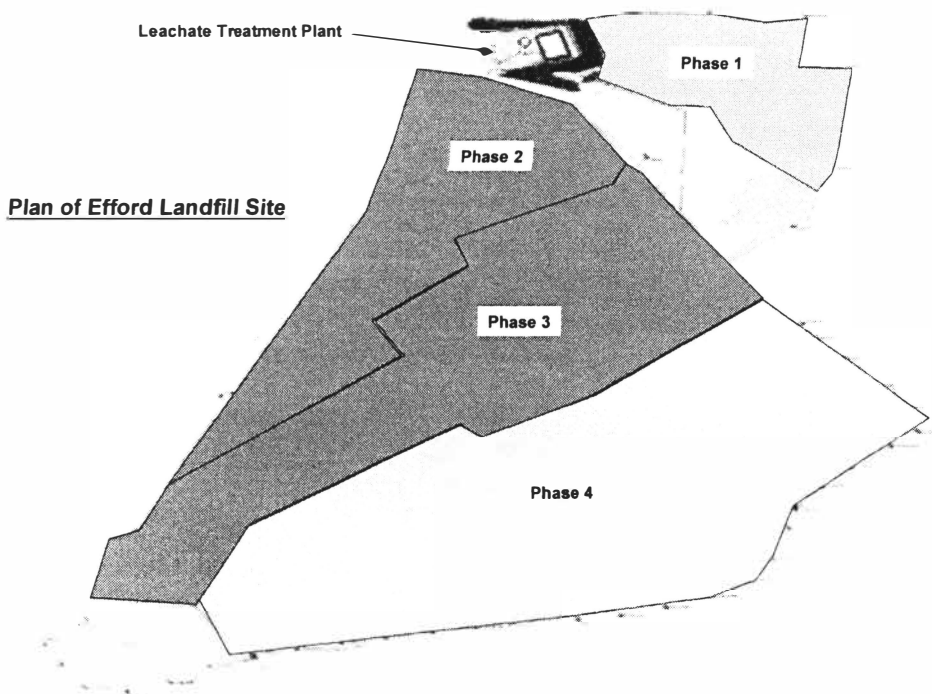 Leachate Treatment Plant
Phase 1
Phase 2
Plan of Efford Landfill Site
Phase 3
Phase 4